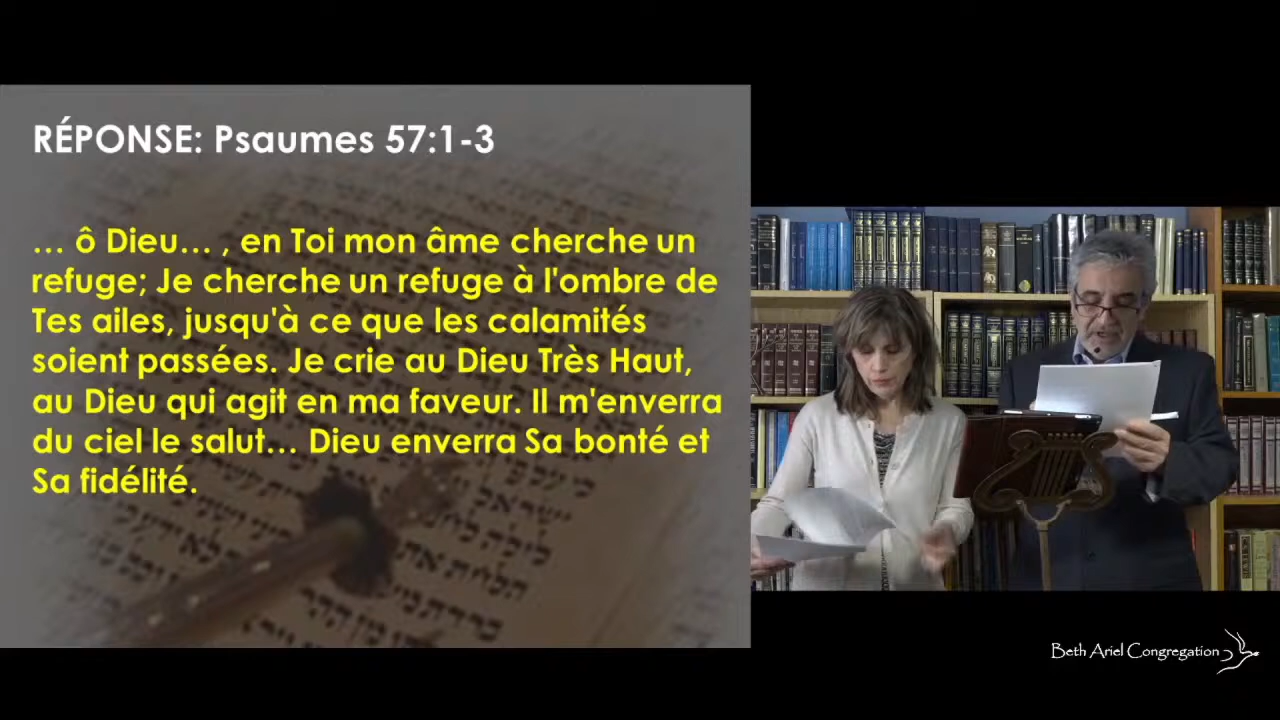 RÉPONSE: Psaumes 57:1-3
… ô Dieu… , en Toi mon âme cherche un
refuge; Je cherche un refuge à l'ombre de
Tes ailes, jusqu'à ce que les calamités
soient passées. Je crie au Dieu Très Haut,
au Dieu qui agit en ma faveur. Il m'enverra
du ciel le salut… Dieu enverra Sa bonté et
Sa fidélité.
Beth Ariel Congregation